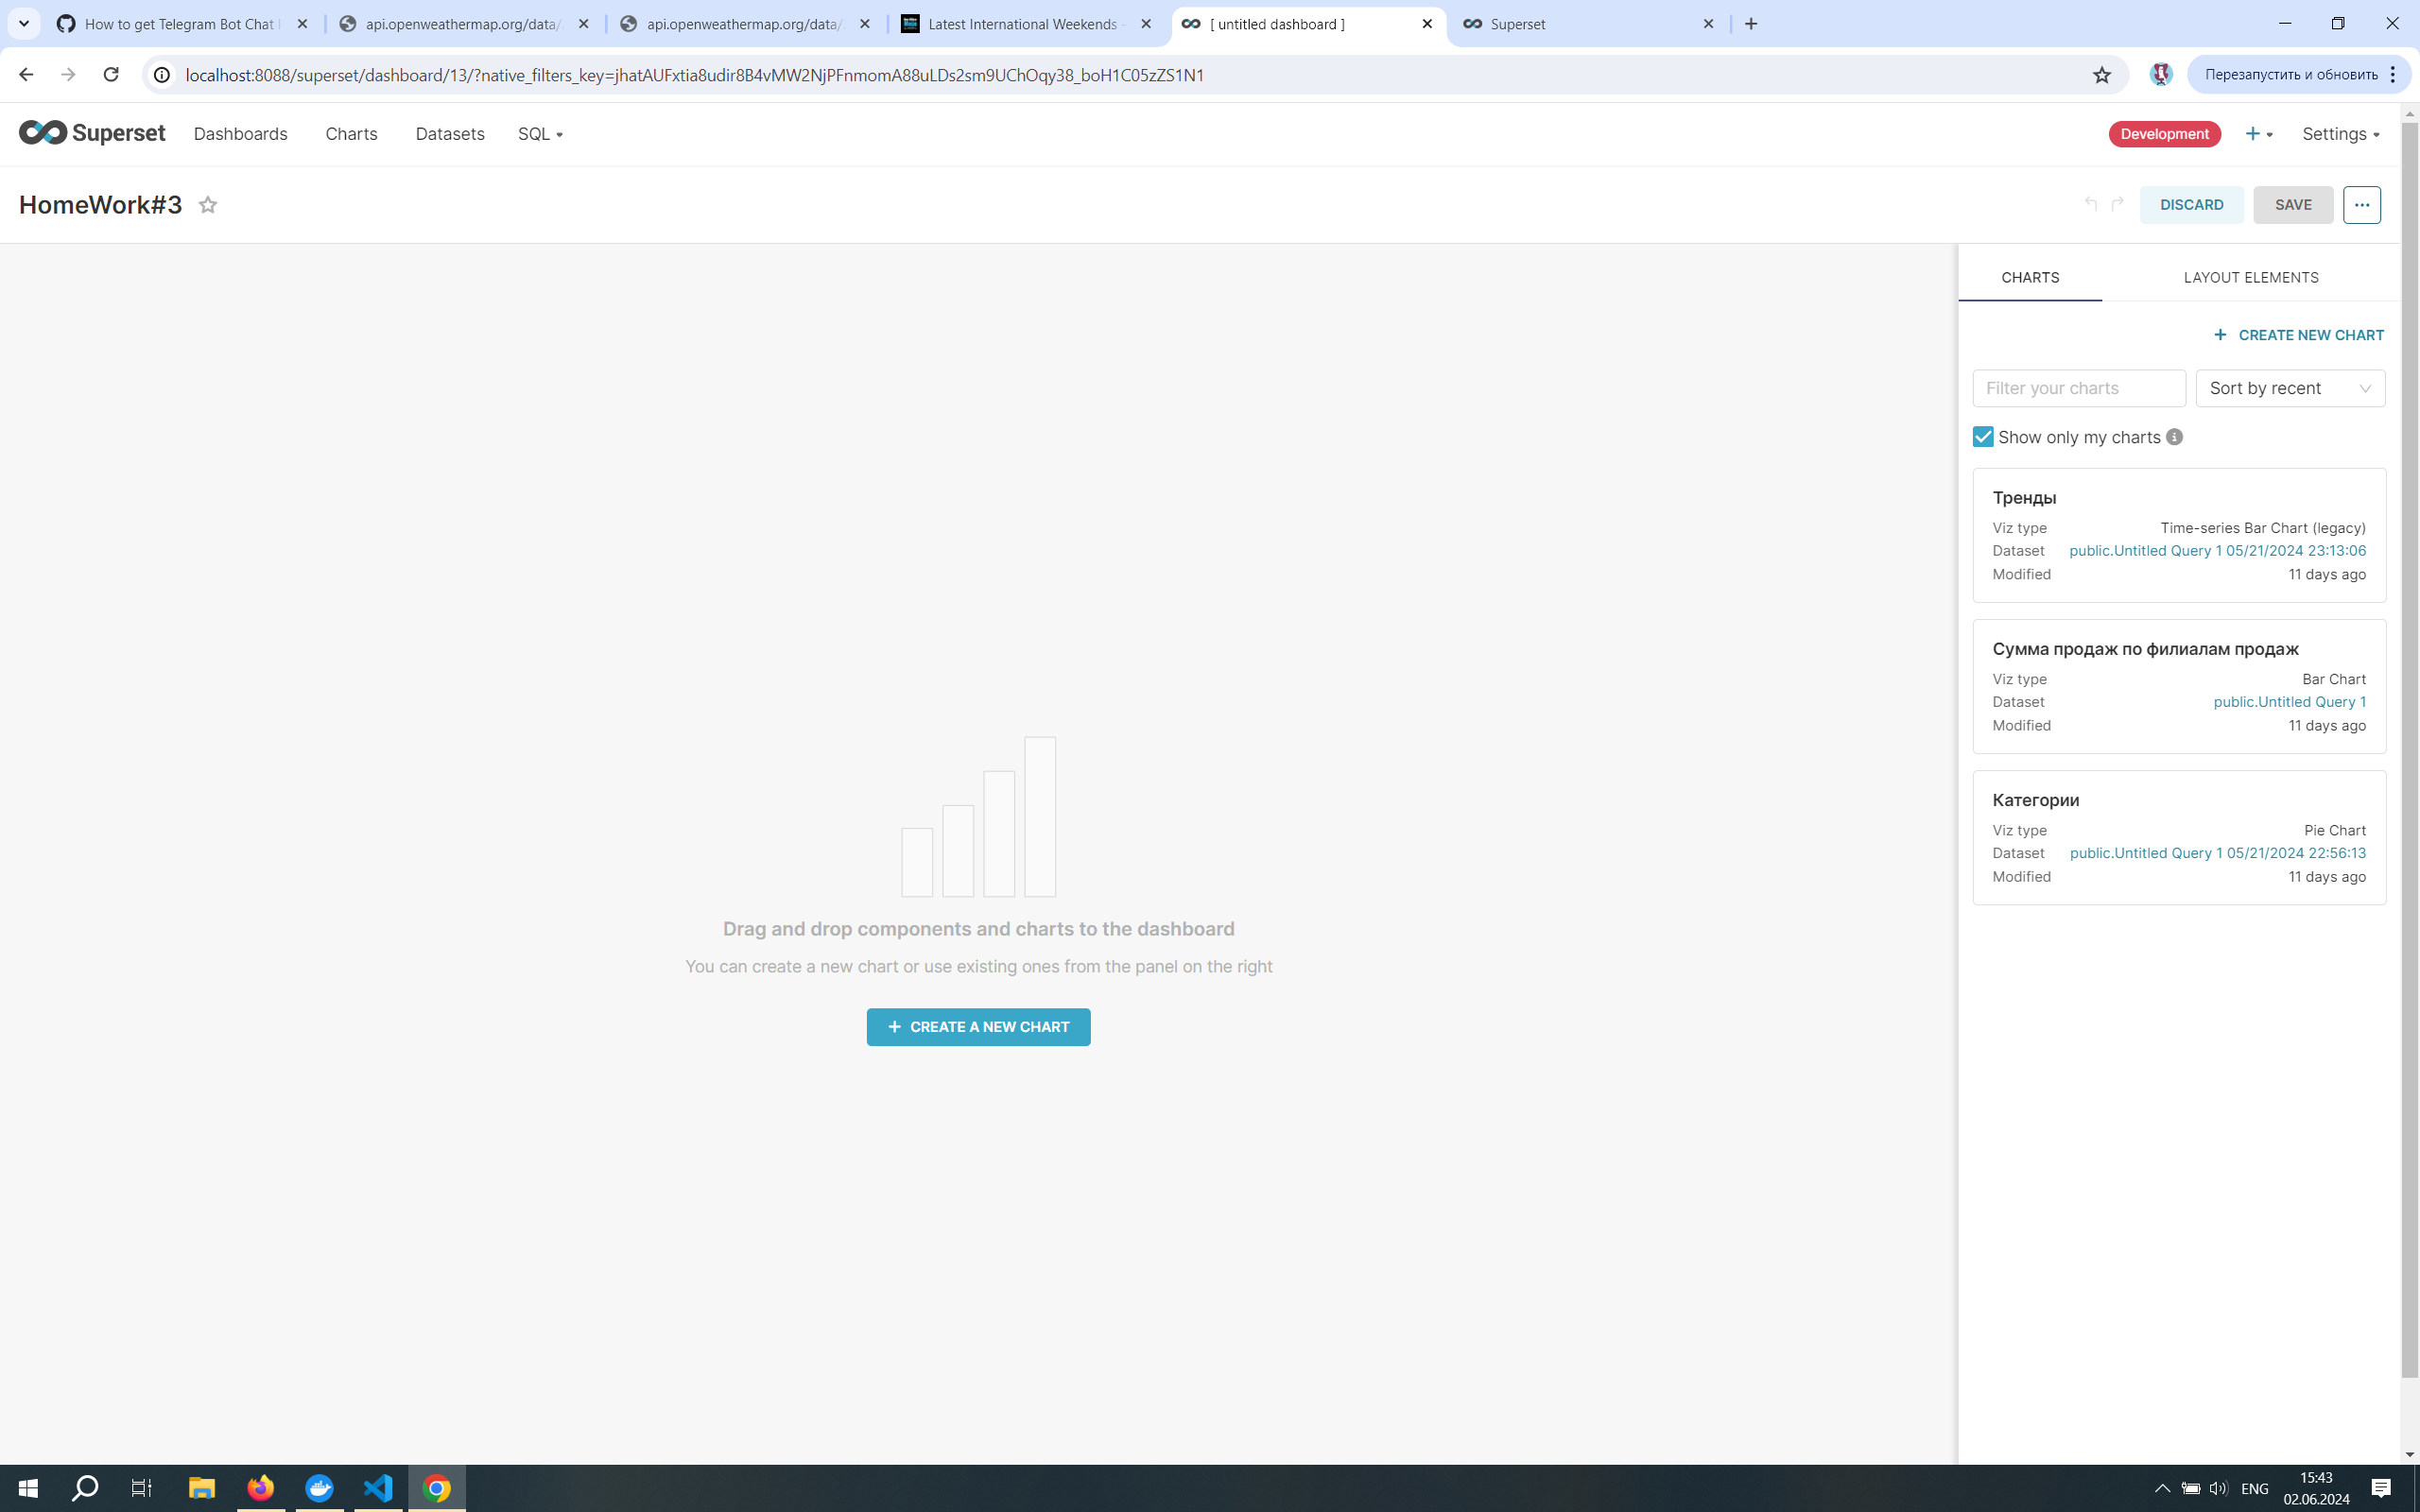 How to get Telegram Bot Chat
api.openweathermap.org/data/
api.openweathermap.org/data/
Latest International Weekends -
[ untitled dashboard ]
Superset
localhost:8088/superset/dashboard/13/?native_filters_key=jhatAUFxtia8udir8B4vMW2NjPFnmomA88uLDs2sm9UChOqy38_boH1C05zZS1N1
Перезапустить и обновить
Superset
Dashboards
Charts
Datasets
SQL
Development
Settings
HomeWork#3
DISCARD
SAVE
CHARTS
LAYOUT ELEMENTS
+ CREATE NEW CHART
Filter your charts
Sort by recent
Show only my charts
Тренды
Viz type Time-series Bar Chart (legacy)
Dataset public.Untitled Query 1 05/21/2024 23:13:06
Modified 11 days ago
Сумма продаж по филиалам продаж
Viz type Bar Chart
Dataset public.Untitled Query 1
Modified 11 days ago
Категории
Viz type Pie Chart
Dataset public.Untitled Query 1 05/21/2024 22:56:13
Modified 11 days ago
Drag and drop components and charts to the dashboard
You can create a new chart or use existing ones from the panel on the right
+ CREATE A NEW CHART
ENG
15:43
02.06.2024